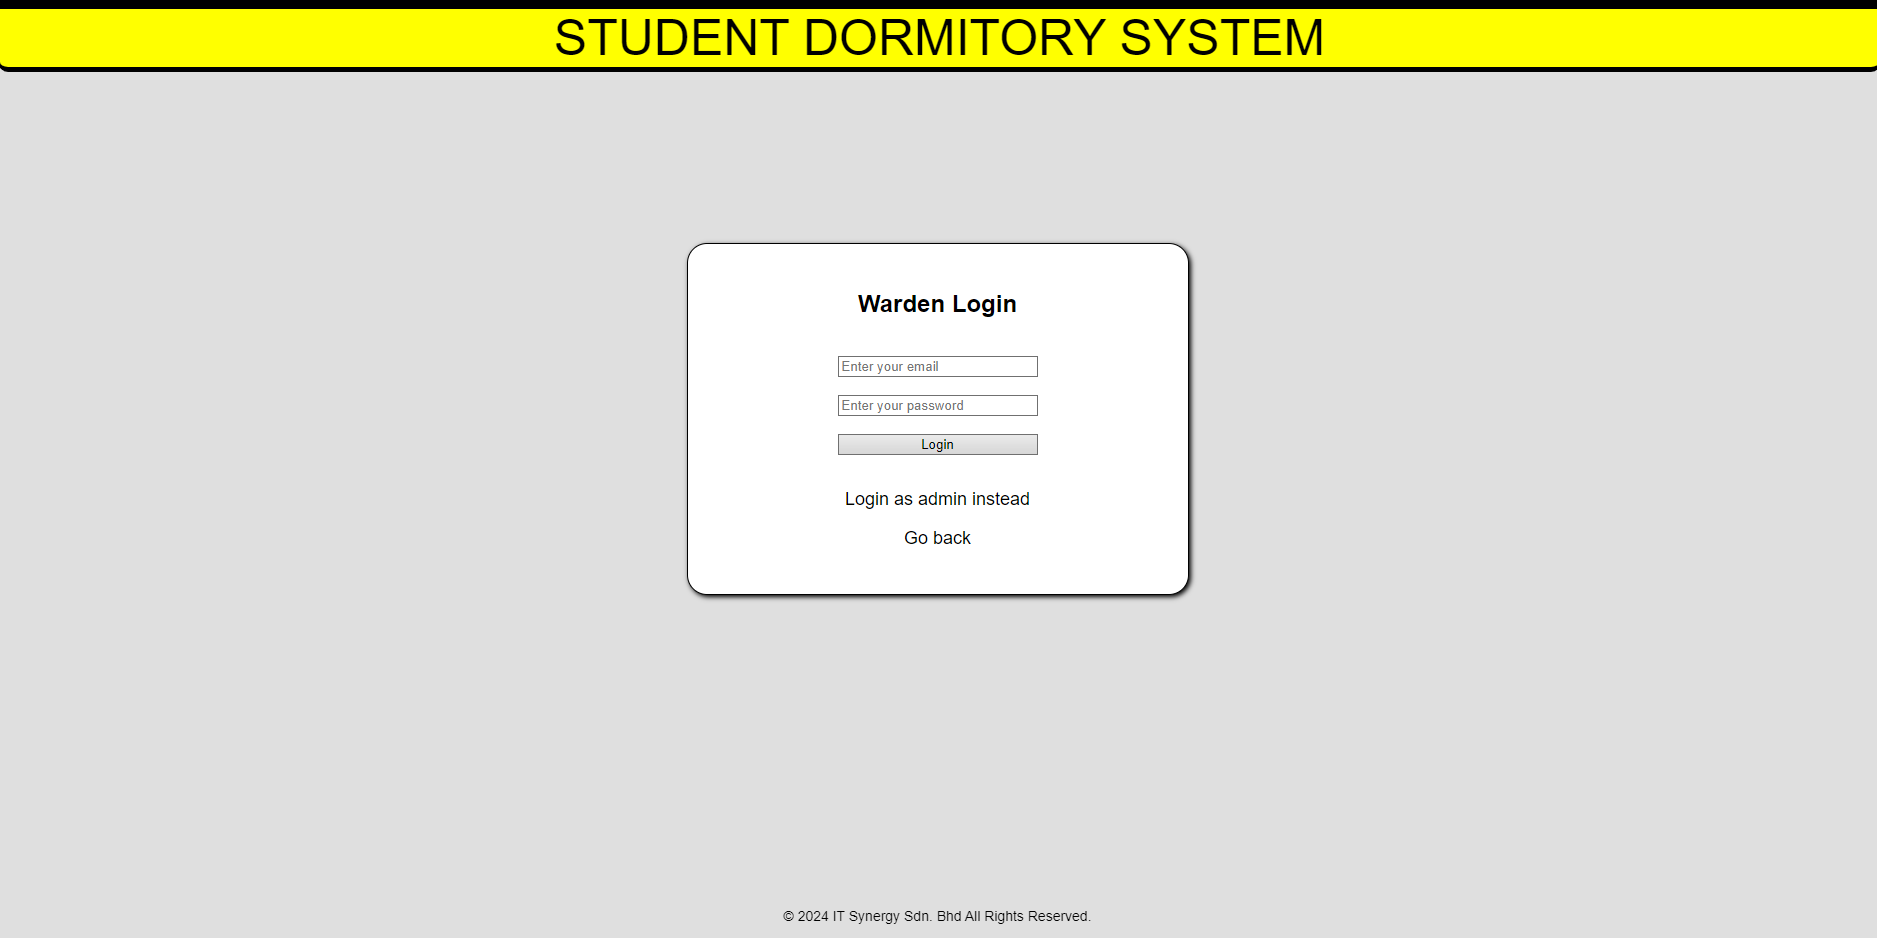 STUDENT DORMITORY SYSTEM
Warden Login
Enter your email
Enter your password
Login
Login as admin instead
Go back
© 2024 IT Synergy Sdn. Bhd All Rights Reserved.